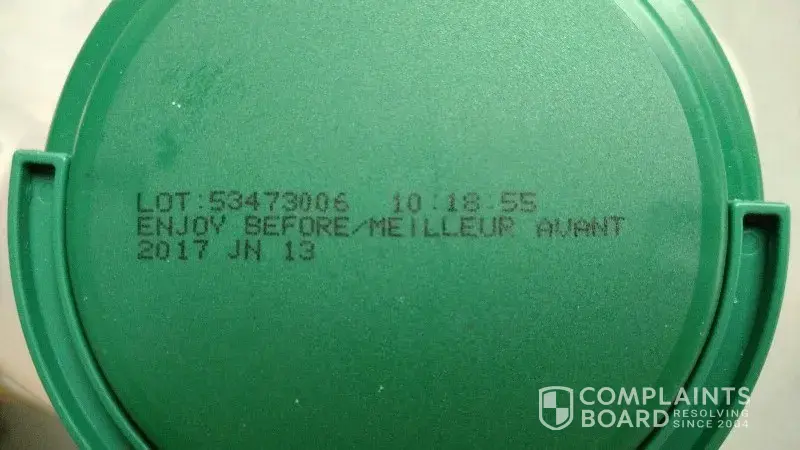 LOT:53473006 10:18:55
ENJOY BEFORE/MEILLEUR AVANT
2017 JN 13
COMPLAINTS
BOARD RESOLVING
SINCE 2004